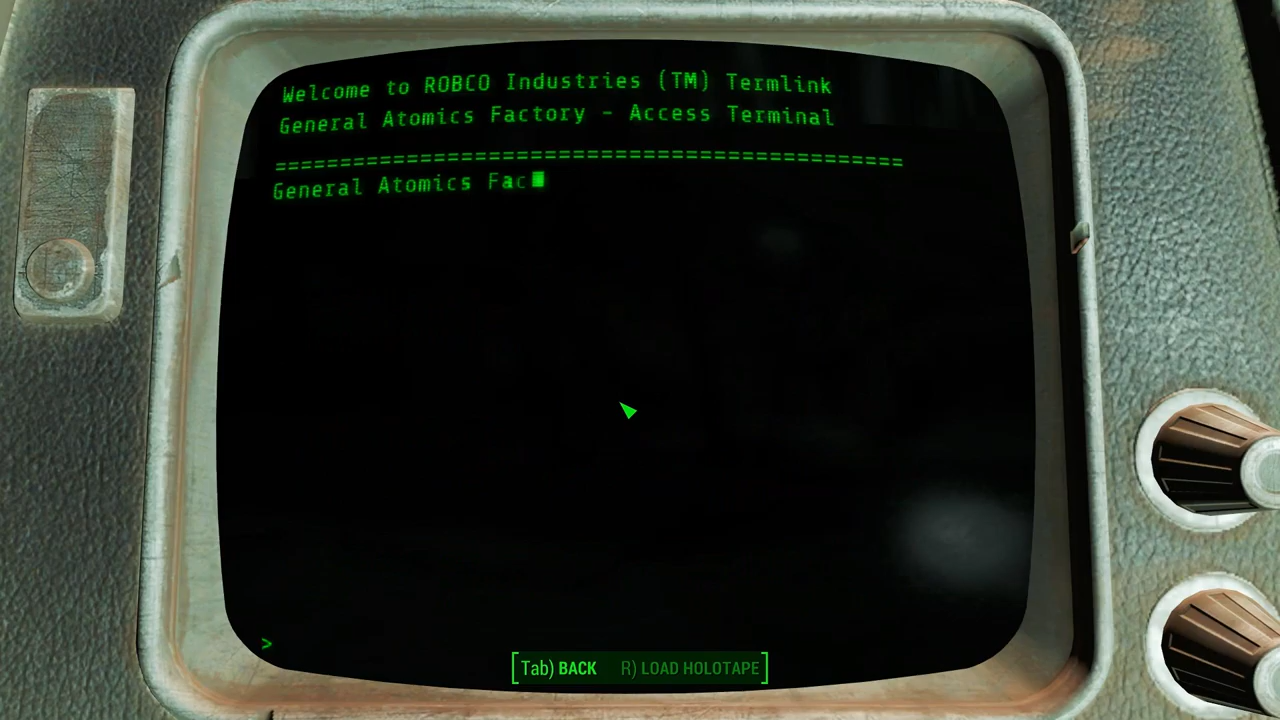 Welcome to ROBCO Industries (TM) Termlink
General Atomics Factory - Access Terminal
================================================
General Atomics Fac
>
Tab) BACK R) LOAD HOLOTAPE